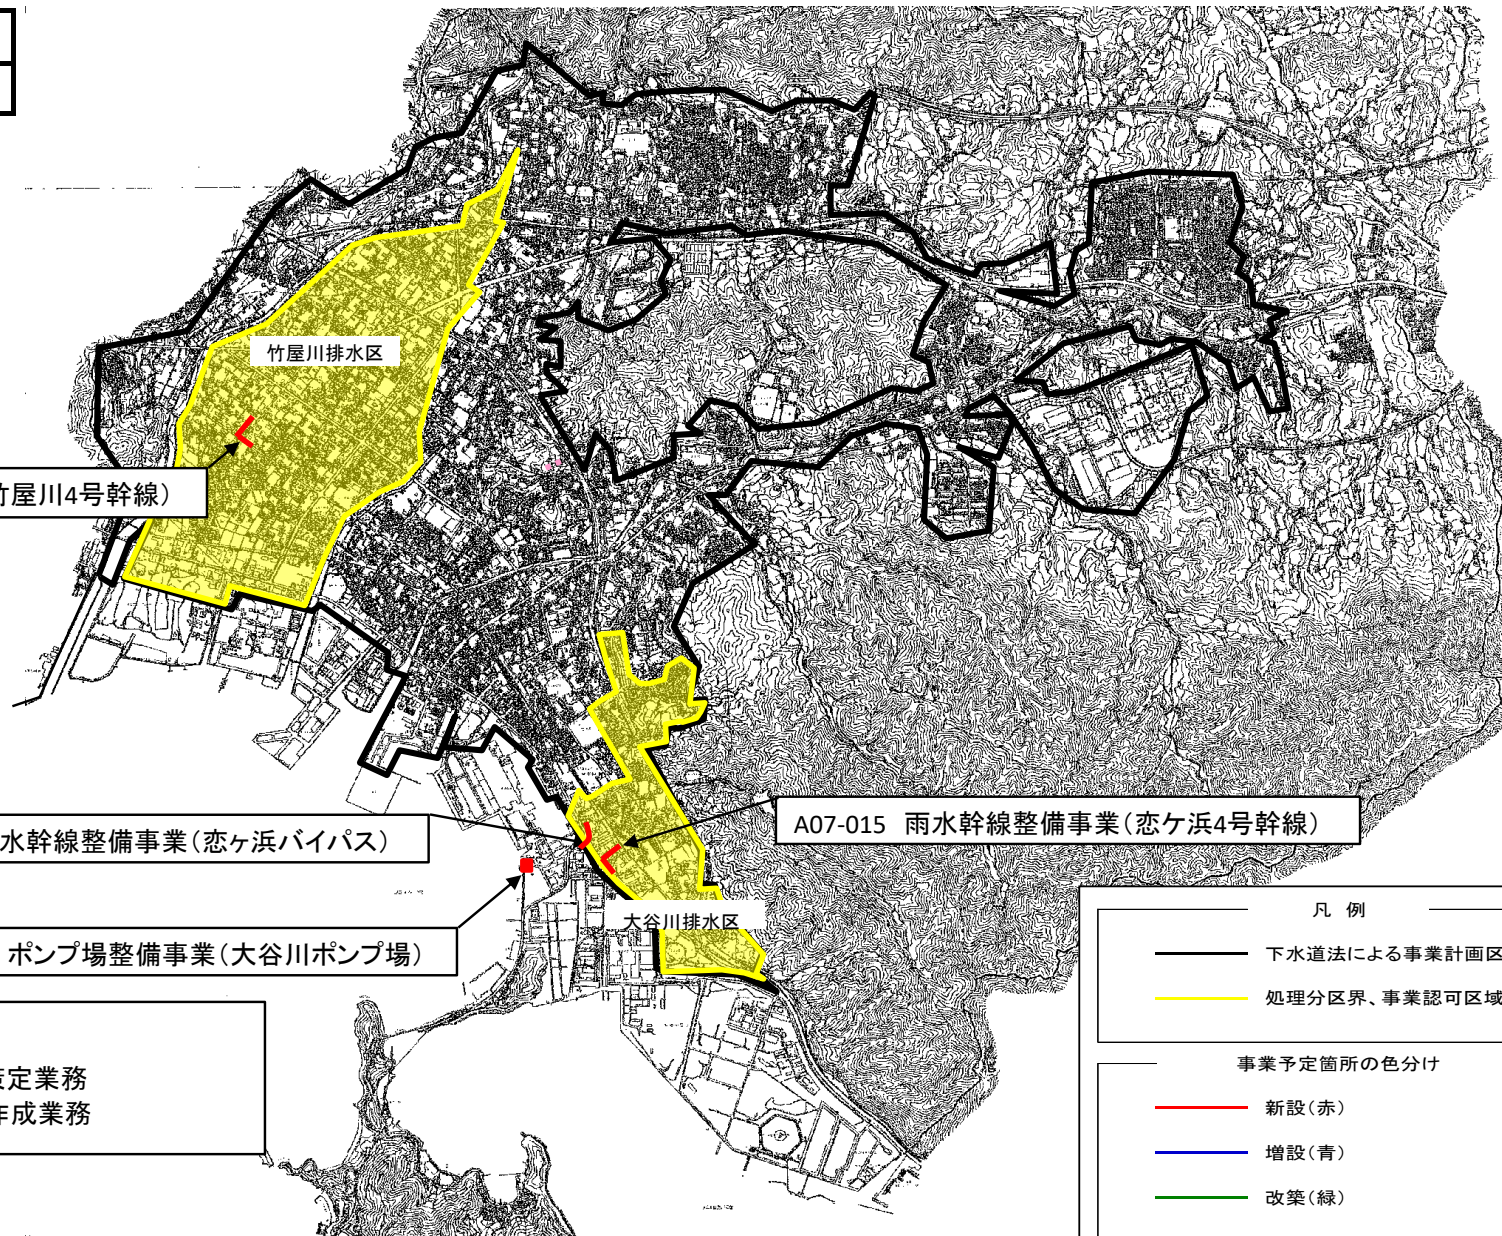 竹屋川排水区
竹屋川4号幹線）
水幹線整備事業（恋ヶ浜バイパス）
A07-015 雨水幹線整備事業（恋ケ浜4号幹線）
大谷川排水区
ポンプ場整備事業（大谷川ポンプ場）
策定業務
作成業務
凡 例
下水道法による事業計画区
処理分区界、事業認可区域
事業予定箇所の色分け
新設（赤）
増設（青）
改築（緑）